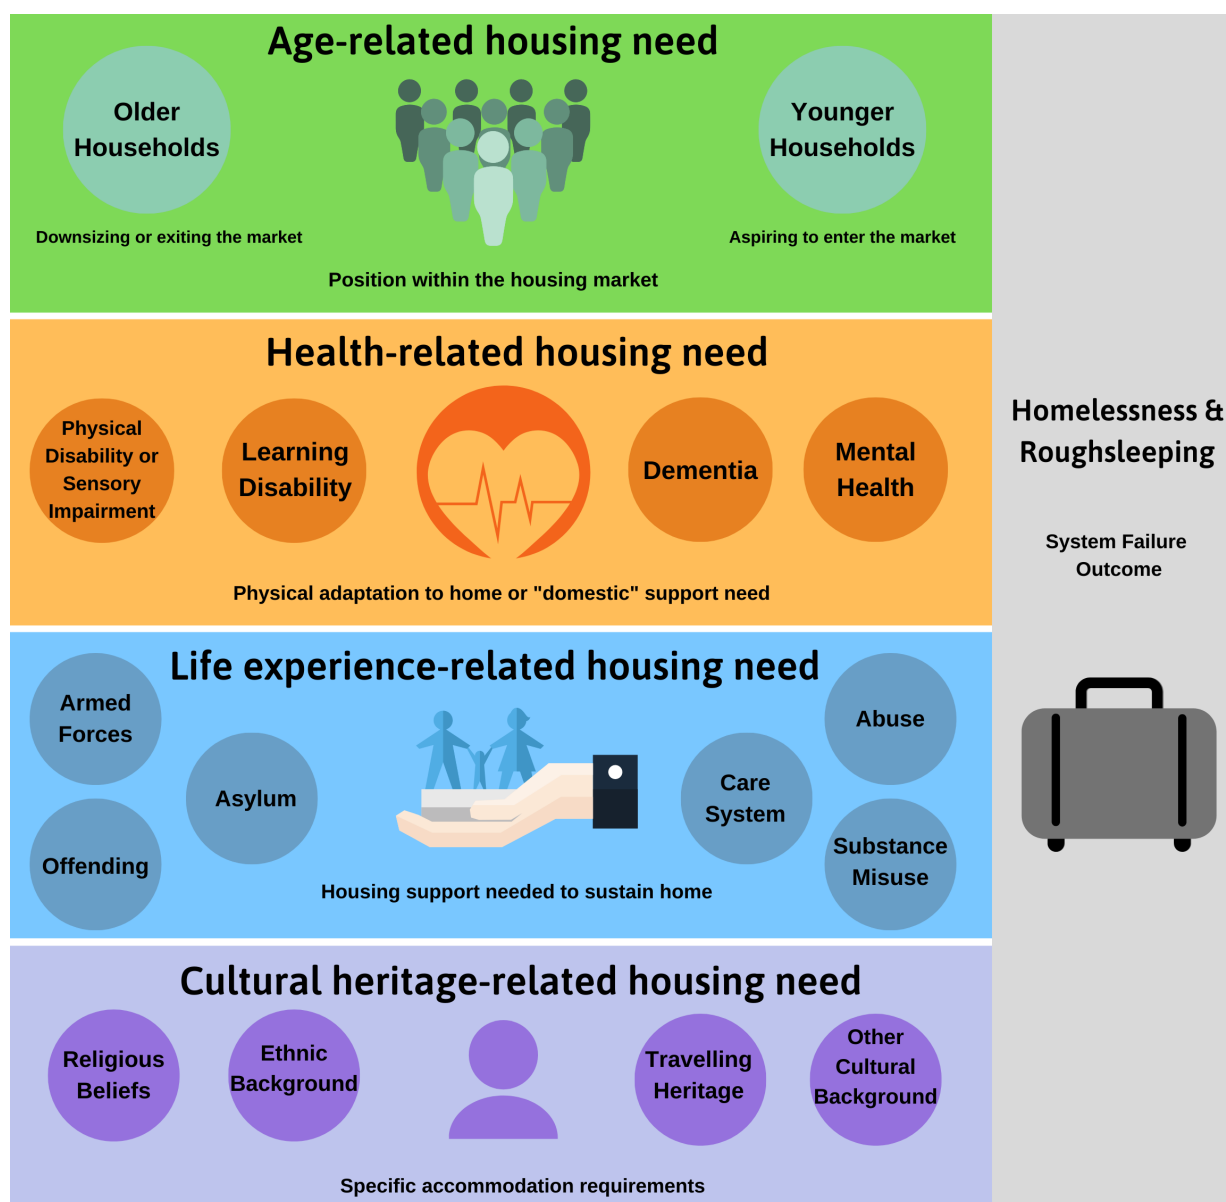 Age-related housing need
Older
Households
Younger
Households
Downsizing or exiting the market
Aspiring to enter the market
Position within the housing market
Health-related housing need
Physical
Disability or
Sensory
Impairment
Learning
Disability
Dementia
Mental
Health
Physical adaptation to home or "domestic" support need
Life experience-related housing need
Armed
Forces
Offending
Asylum
Care
System
Abuse
Substance
Misuse
Housing support needed to sustain home
Cultural heritage-related housing need
Religious
Beliefs
Ethnic
Background
Travelling
Heritage
Other
Cultural
Background
Specific accommodation requirements
Homelessness &
Roughsleeping
System Failure
Outcome